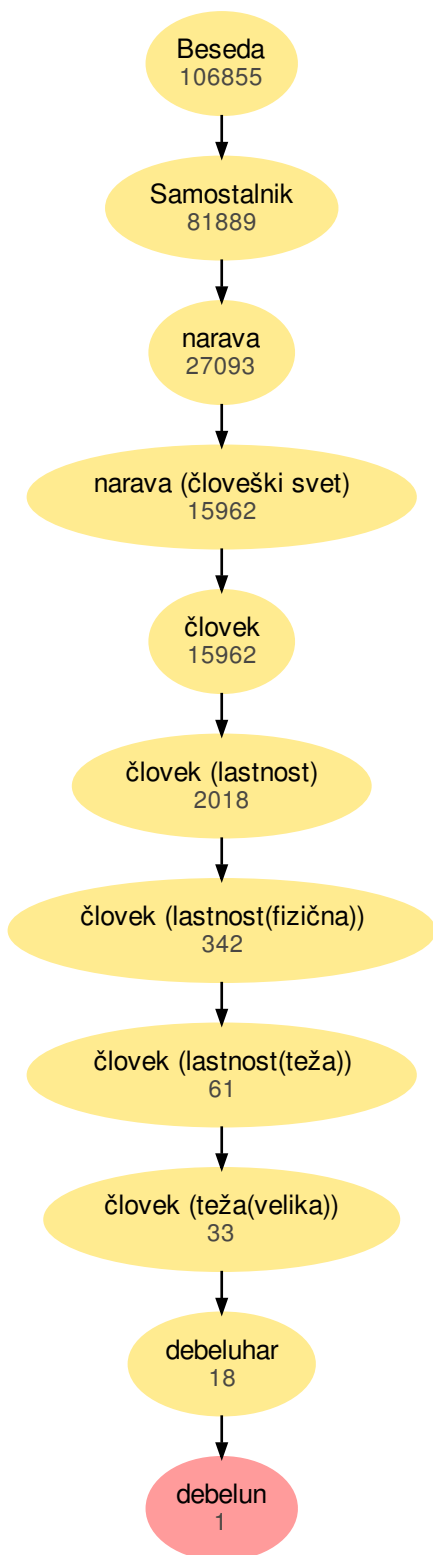 Beseda
106855
Samostalnik
81889
narava
27093
narava (človeški svet)
15962
človek
15962
človek (lastnost)
2018
človek (lastnost(fizična))
342
človek (lastnost(teža))
61
človek (teža(velika))
33
debeluhar
18
debelun
1